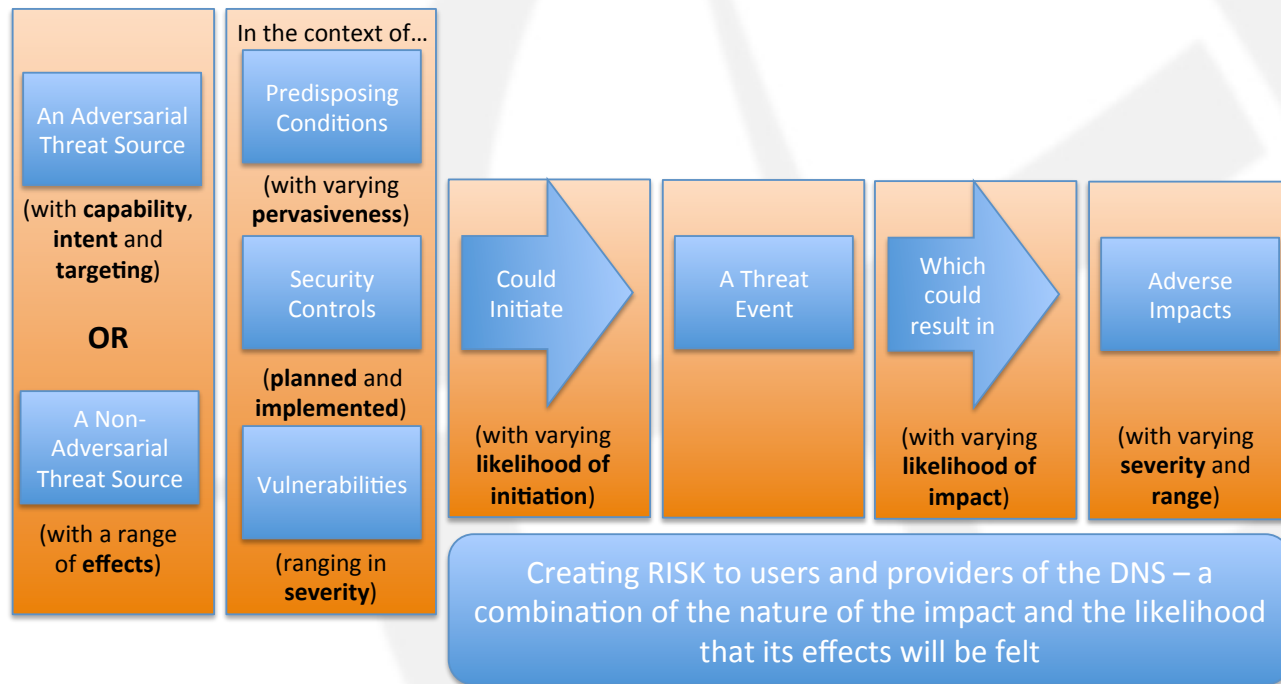 An Adversarial
Threat Source
(with capability,
intent and
targeting)
OR
A Non-
Adversarial
Threat Source
(with a range
of effects)
In the context of…
Predisposing
Conditions
(with varying
pervasiveness)
Security
Controls
(planned and
implemented)
Vulnerabilities
(ranging in
severity)
Could
Initiate
(with varying
likelihood of
initiation)
A Threat
Event
Which
could
result in
(with varying
likelihood of
impact)
Adverse
Impacts
(with varying
severity and
range)
Creating RISK to users and providers of the DNS – a
combination of the nature of the impact and the likelihood
that its effects will be felt